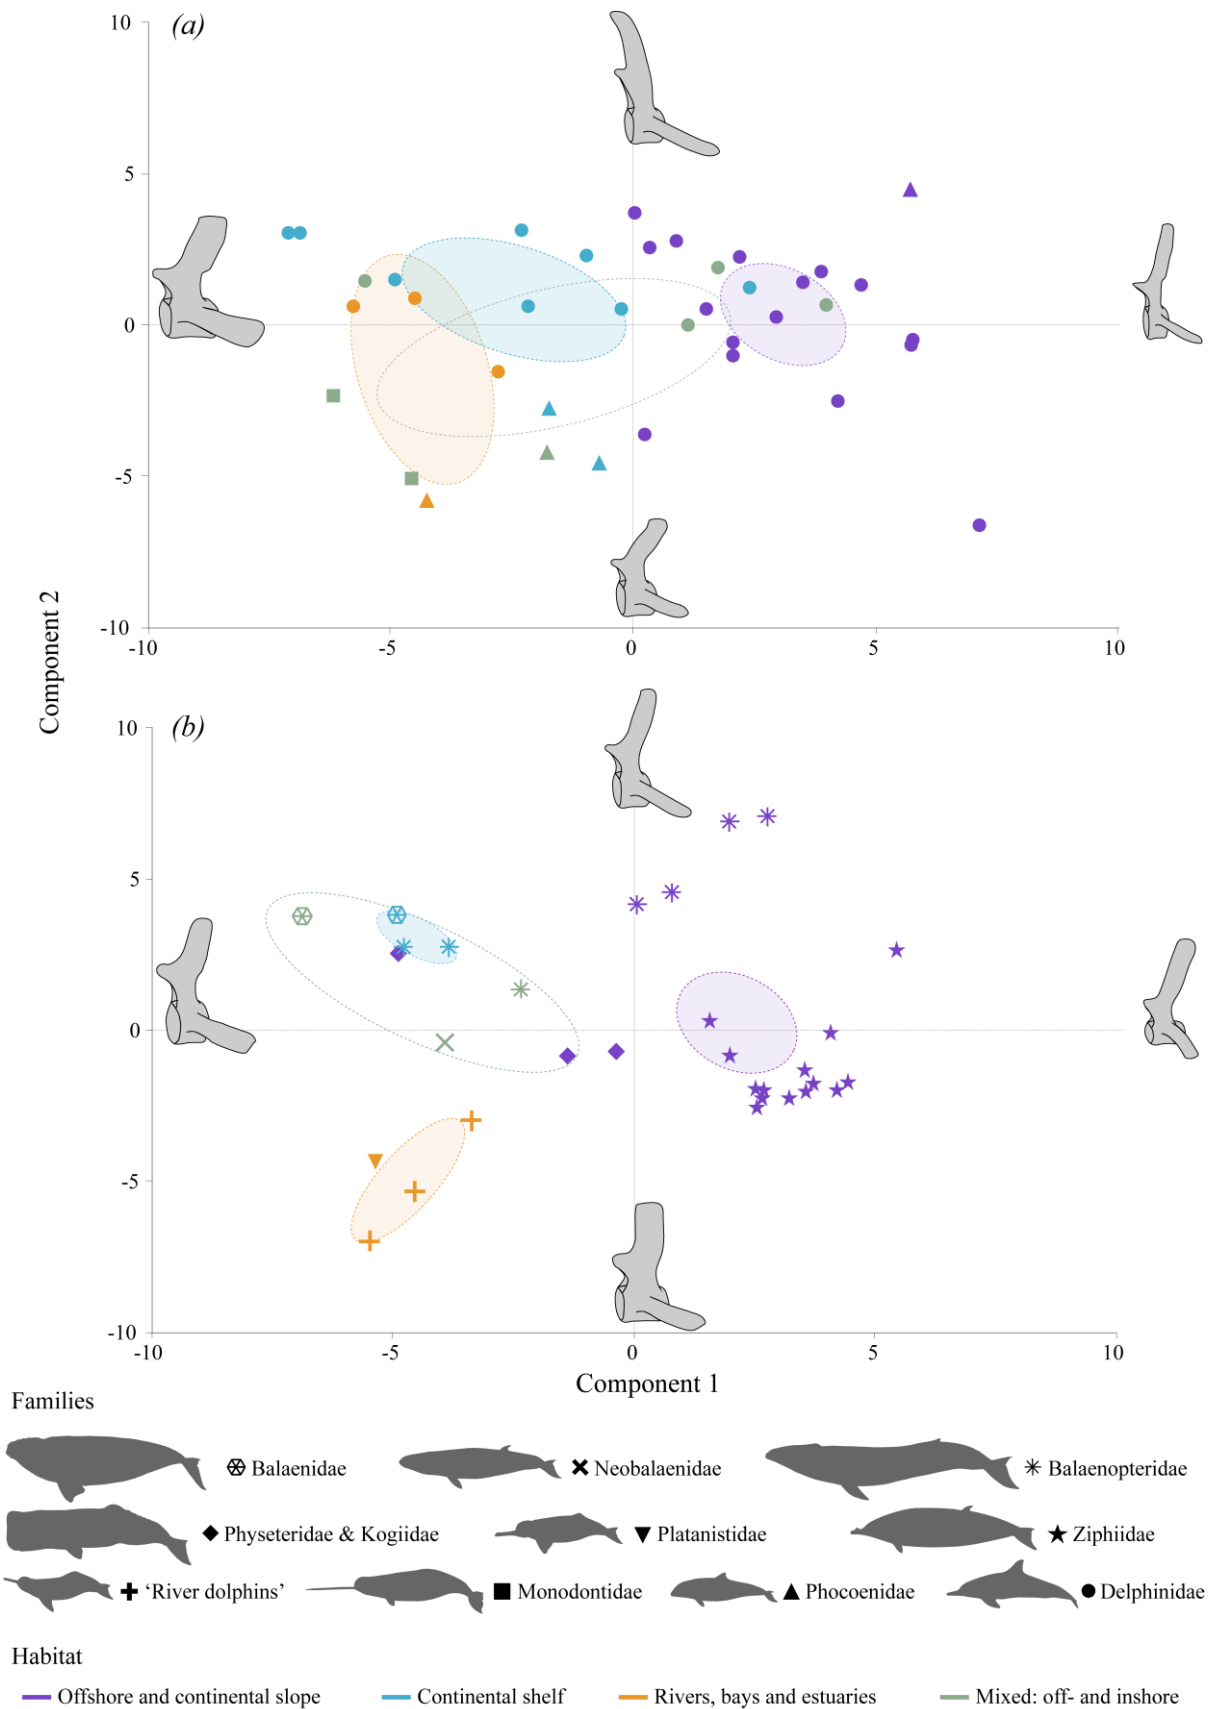 10
(a)
5
0
-5
-10
-10
-5
0
5
10
Component 2
10
(b)
5
0
-5
-10
-10
-5
0
5
10
Component 1
Families
Balaenidae
Neobalaenidae
Balaenopteridae
Physeteridae & Kogiidae
Platanistidae
Ziphiidae
‘River dolphins’
Monodontidae
Phocoenidae
Delphinidae
Habitat
Offshore and continental slope
Continental shelf
Rivers, bays and estuaries
Mixed: off- and inshore